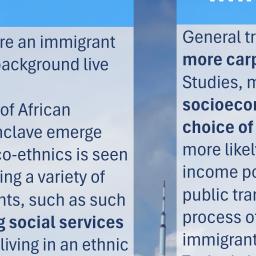 re an immigrant
background live
of African
nclave emerge
co-ethnics is seen
ing a variety of
nts, such as such
g social services
living in an ethnic
General tr
more carp
Studies, m
socioecon
choice of
more likel
income po
public tran
process of
immigrant